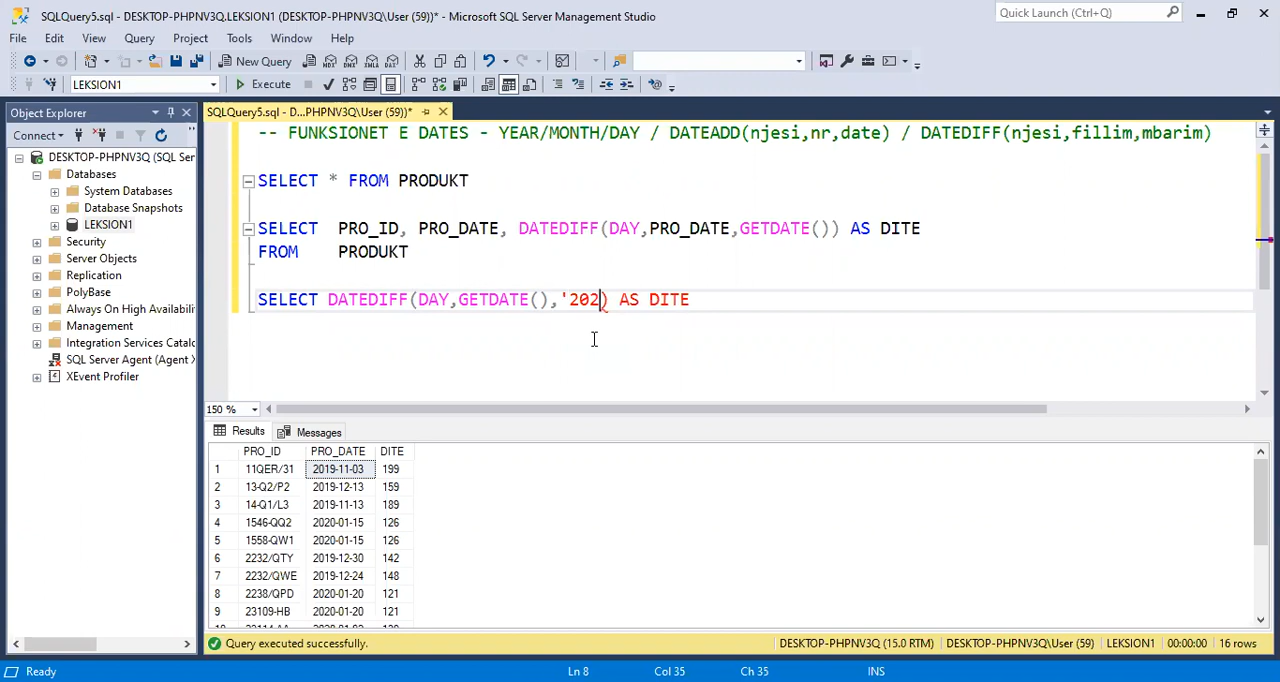 SQLQuery5.sql - DESKTOP-PHPNV3Q.LEKSION1 (DESKTOP-PHPNV3Q\User (59))* - Microsoft SQL Server Management Studio
Quick Launch (Ctrl+Q)
File Edit View Query Project Tools Window Help
New Query
LEKSION1 Execute
Object Explorer
SQLQuery5.sql - D...PHPNV3Q\User (59))*
Connect
DESKTOP-PHPNV3Q (SQL Ser
Databases
System Databases
Database Snapshots
LEKSION1
Security
Server Objects
Replication
PolyBase
Always On High Availabili
Management
Integration Services Catalo
SQL Server Agent (Agent X
XEvent Profiler
-- FUNKSIONET E DATES - YEAR/MONTH/DAY / DATEADD(njesi,nr,date) / DATEDIFF(njesi,fillim,mbarim)
SELECT * FROM PRODUKT
SELECT PRO_ID, PRO_DATE, DATEDIFF(DAY,PRO_DATE,GETDATE()) AS DITE
FROM PRODUKT
SELECT DATEDIFF(DAY,GETDATE(),'202) AS DITE
150 %
Results Messages
PRO_ID PRO_DATE DITE
1 11QER/31 2019-11-03 199
2 13-Q2/P2 2019-12-13 159
3 14-Q1/L3 2019-11-13 189
4 1546-QQ2 2020-01-15 126
5 1558-QW1 2020-01-15 126
6 2232/QTY 2019-12-30 142
7 2232/QWE 2019-12-24 148
8 2238/QPD 2020-01-20 121
9 23109-HB 2020-01-20 121
Query executed successfully. DESKTOP-PHPNV3Q (15.0 RTM) DESKTOP-PHPNV3Q\User (59) LEKSION1 00:00:00 16 rows
Ready Ln 8 Col 35 Ch 35 INS